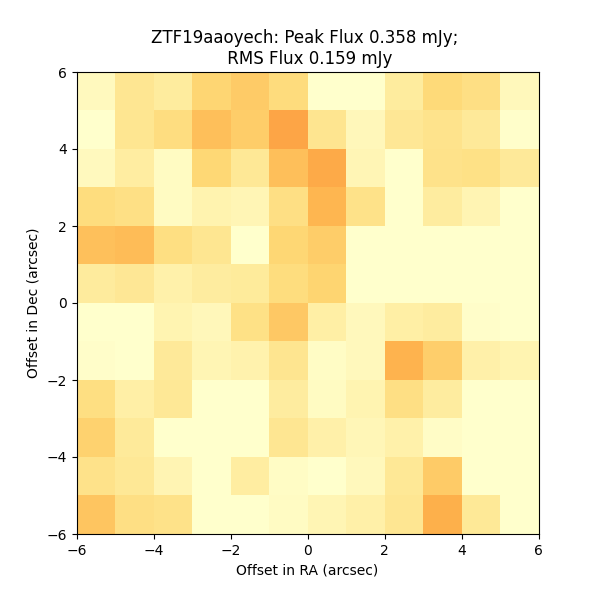 ZTF19aaoyech: Peak Flux 0.358 mJy;
RMS Flux 0.159 mJy
6
4
2
0
−2
−4
−6
Offset in Dec (arcsec)
−6 −4 −2 0 2 4 6
Offset in RA (arcsec)